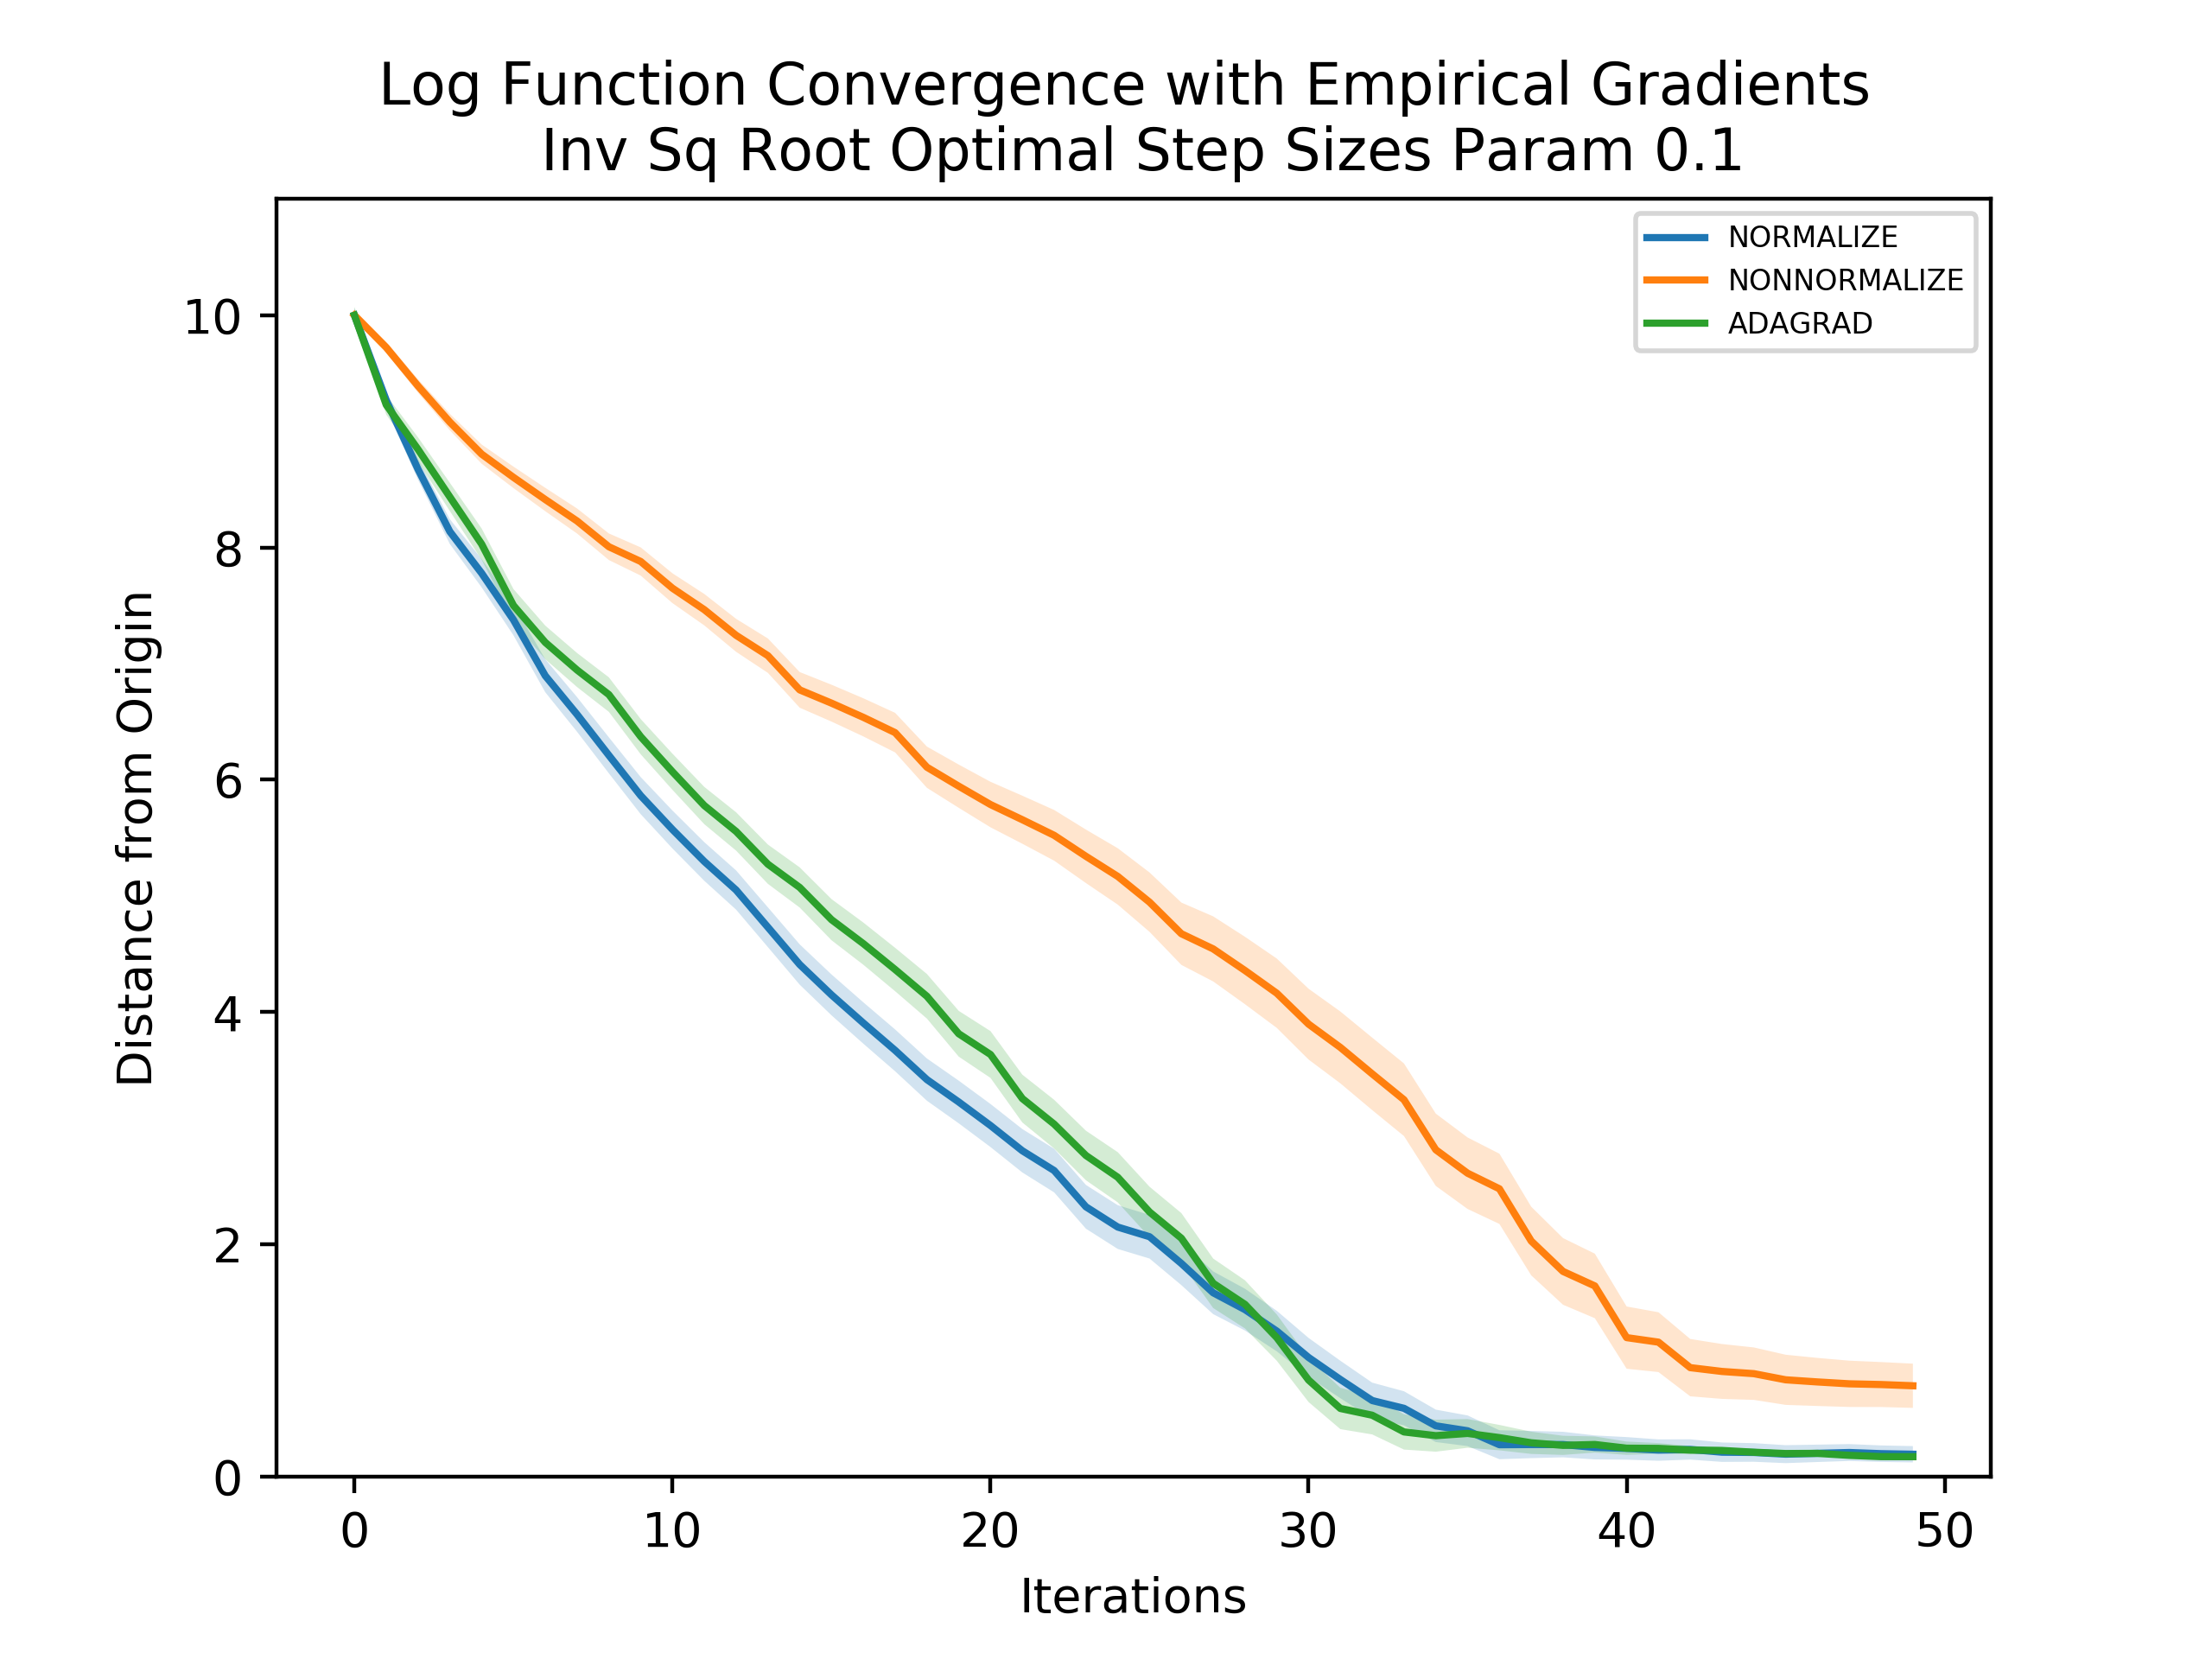 Log Function Convergence with Empirical Gradients
Inv Sq Root Optimal Step Sizes Param 0.1
NORMALIZE
NONNORMALIZE
ADAGRAD
Distance from Origin
10
8
6
4
2
0
0 10 20 30 40 50
Iterations